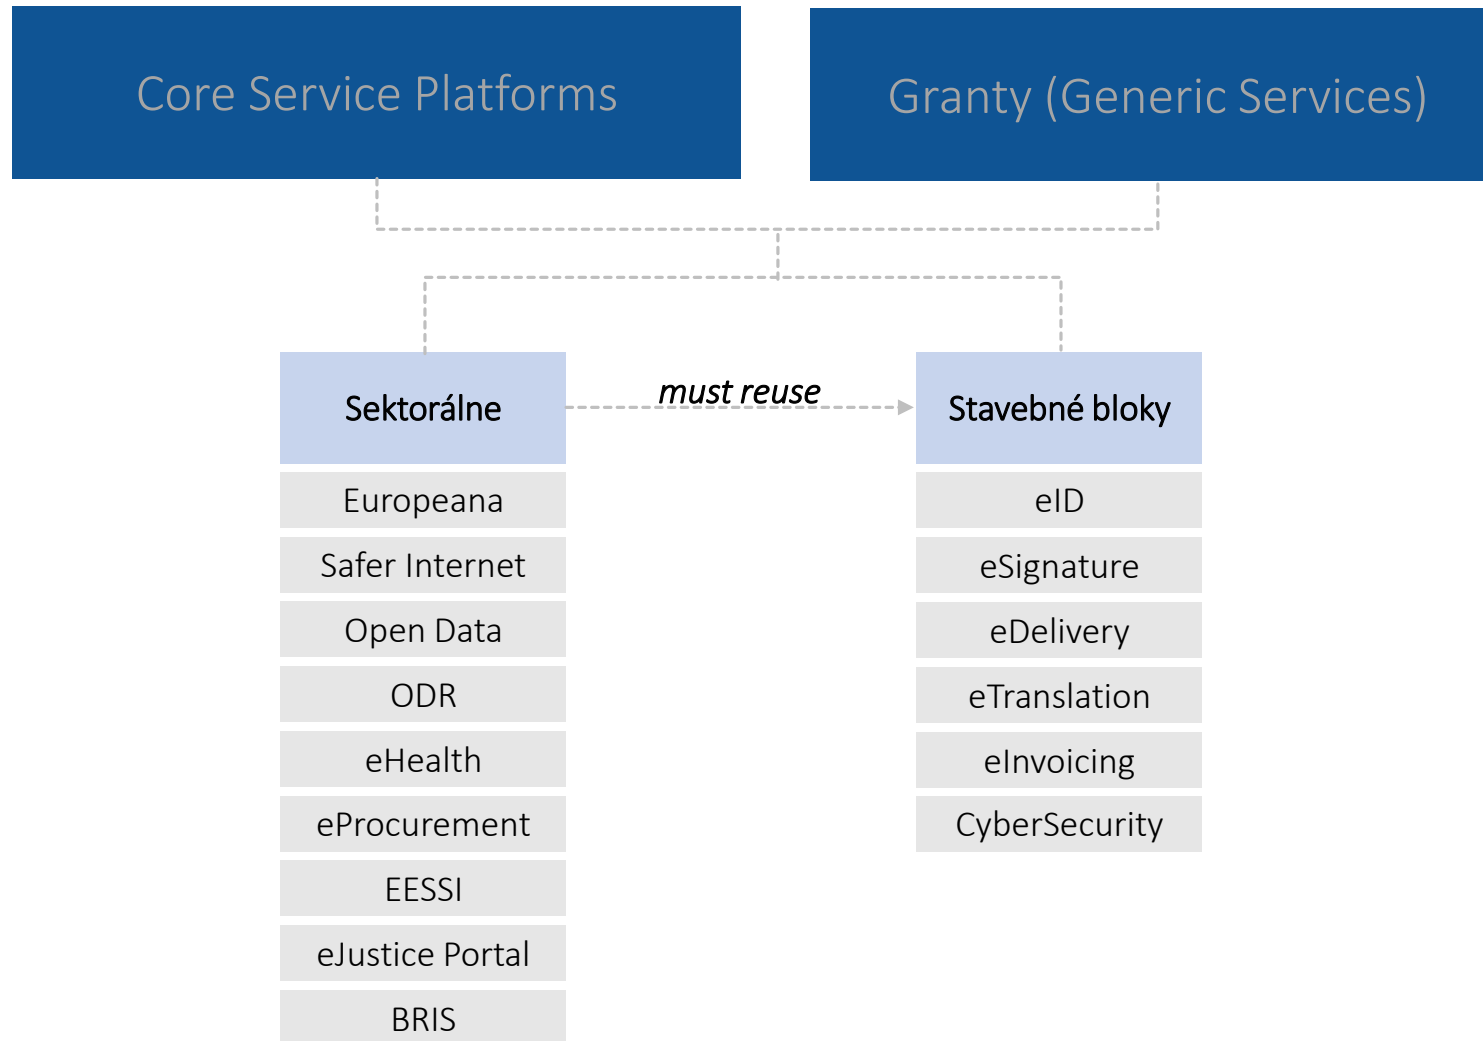 Core Service Platforms
Granty (Generic Services)
Sektorálne
must reuse
Stavebné bloky
Europeana
Safer Internet
Open Data
ODR
eHealth
eProcurement
EESSI
eJustice Portal
BRIS
eID
eSignature
eDelivery
eTranslation
eInvoicing
CyberSecurity